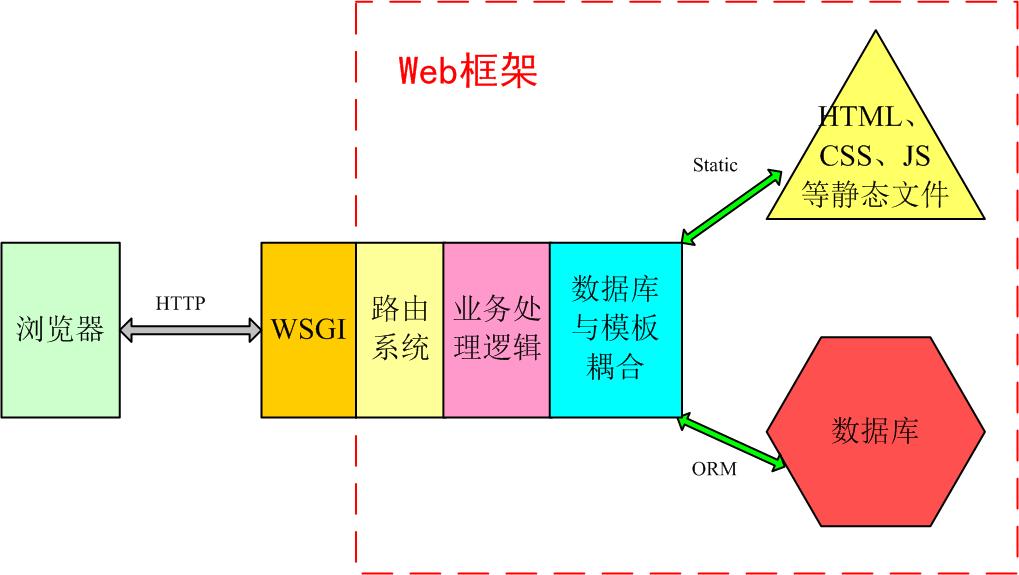 Web框架
HTML、
CSS、JS
等静态文件
Static
浏览器
HTTP
WSGI
路由
系统
业务处
理逻辑
数据库
与模板
耦合
ORM
数据库